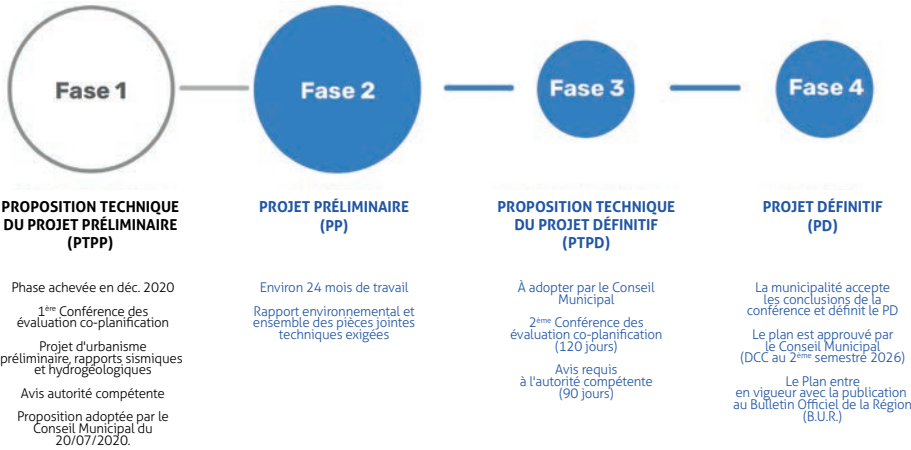 Fase 1
Fase 2
Fase 3
Fase 4
PROPOSITION TECHNIQUE
DU PROJET PRÉLIMINAIRE
(PTPP)
Phase achevée en déc. 2020
1ère Conférence des
évaluation co-planification
Projet d'urbanisme
préliminaire, rapports sismiques
et hydrogéologiques
Avis autorité compétente
Proposition adoptée par le
Conseil Municipal du
20/07/2020.
PROJET PRÉLIMINAIRE
(PP)
Environ 24 mois de travail
Rapport environnemental et
ensemble des pièces jointes
techniques exigées
PROPOSITION TECHNIQUE
DU PROJET DÉFINITIF
(PTPD)
À adopter par le Conseil
Municipal
2ème Conférence des
évaluation co-planification
(120 jours)
Avis requis
à l'autorité compétente
(90 jours)
PROJET DÉFINITIF
(PD)
La municipalité accepte
les conclusions de la
conférence et définit le PD
Le plan est approuvé par
le Conseil Municipal
(DCC au 2ème semestre 2026)
Le Plan entre
en vigueur avec la publication
au Bulletin Officiel de la Région
(B.U.R.)